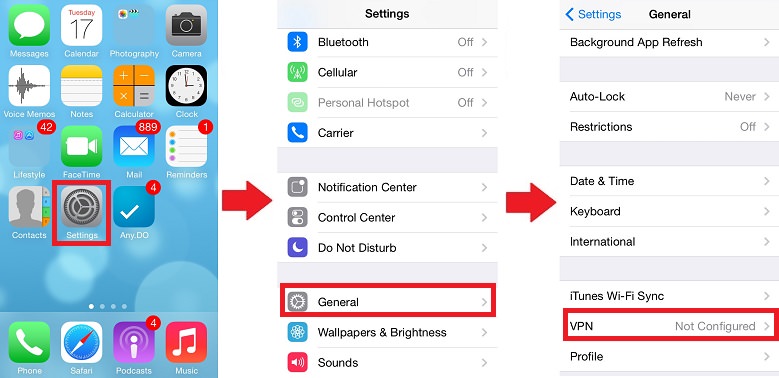 Tuesday
17
Messages
Calendar
Photography
Camera
Voice Memos
Notes
Calculator
Clock
42
889
1
Lifestyle
FaceTime
Mail
Reminders
4
Contacts
Settings
Any.DO
4
Phone
Safari
Podcasts
Music
Settings
Bluetooth Off
Cellular Off
Personal Hotspot Off
Carrier
Notification Center
Control Center
Do Not Disturb
General
Wallpapers & Brightness
Sounds
Settings General
Background App Refresh
Auto-Lock Never
Restrictions Off
Date & Time
Keyboard
International
iTunes Wi-Fi Sync
VPN Not Configured
Profile